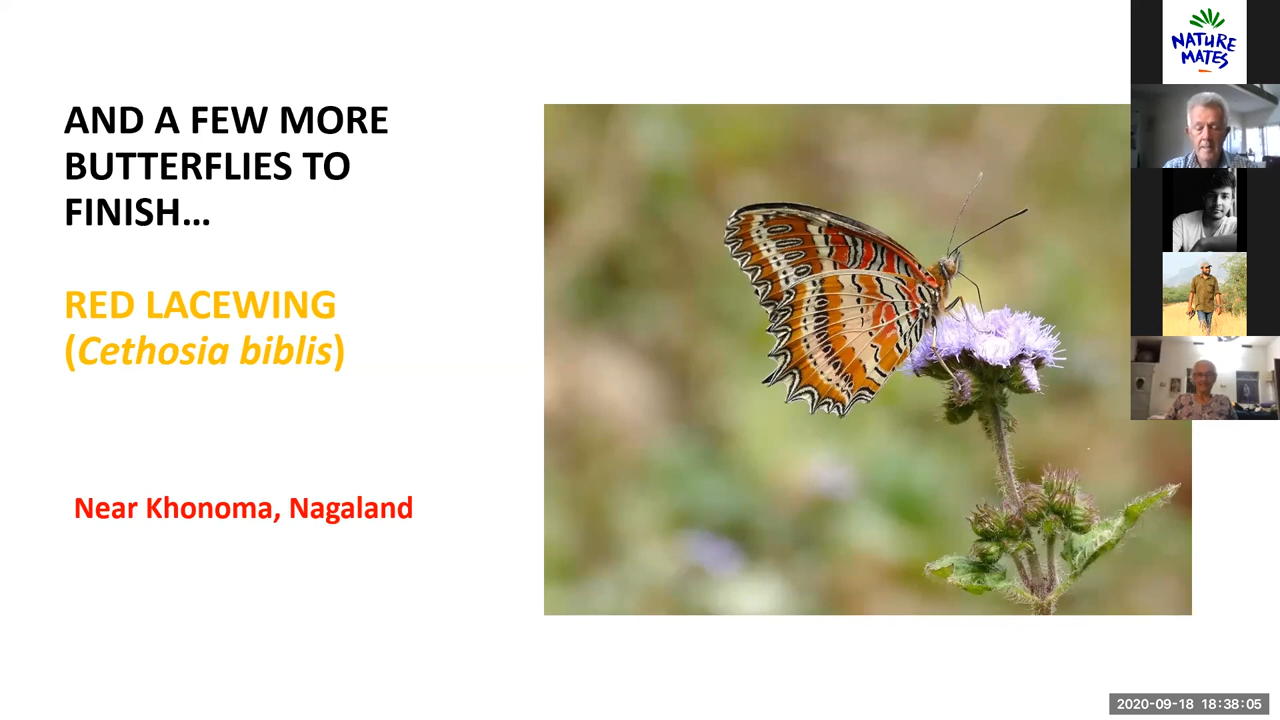 AND A FEW MORE
BUTTERFLIES TO
FINISH...
RED LACEWING
(Cethosia biblis)
Near Khonoma, Nagaland
NATURE
MATES
2020-09-18 18:38:05